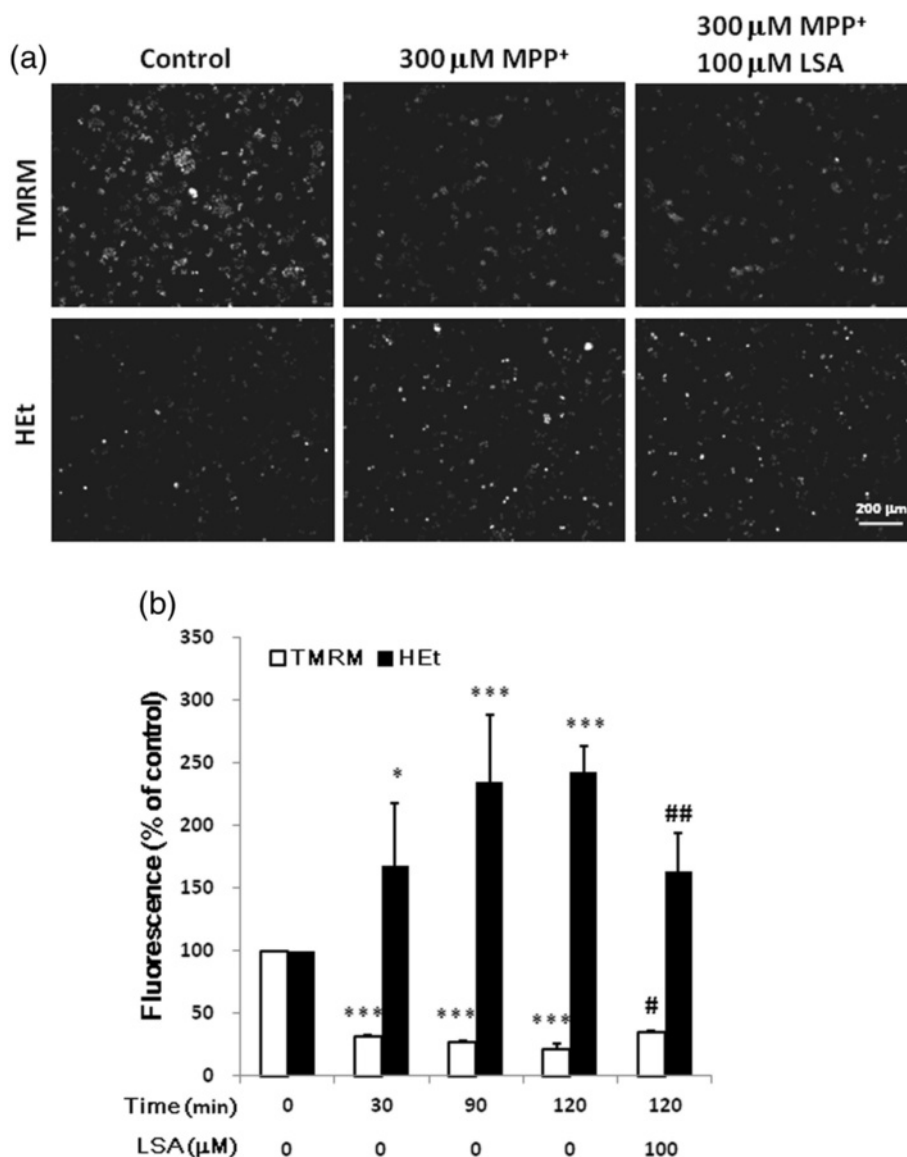 (a)
Control
300 μM MPP⁺
300 μM MPP⁺
100 μM LSA
TMRM
HEt
200 μm
(b)
Fluorescence (% of control)
350
300
250
200
150
100
50
0
TMRM HEt
*
***
***
##
***
***
***
#
Time (min) 0 30 90 120 120
LSA (μM) 0 0 0 0 100